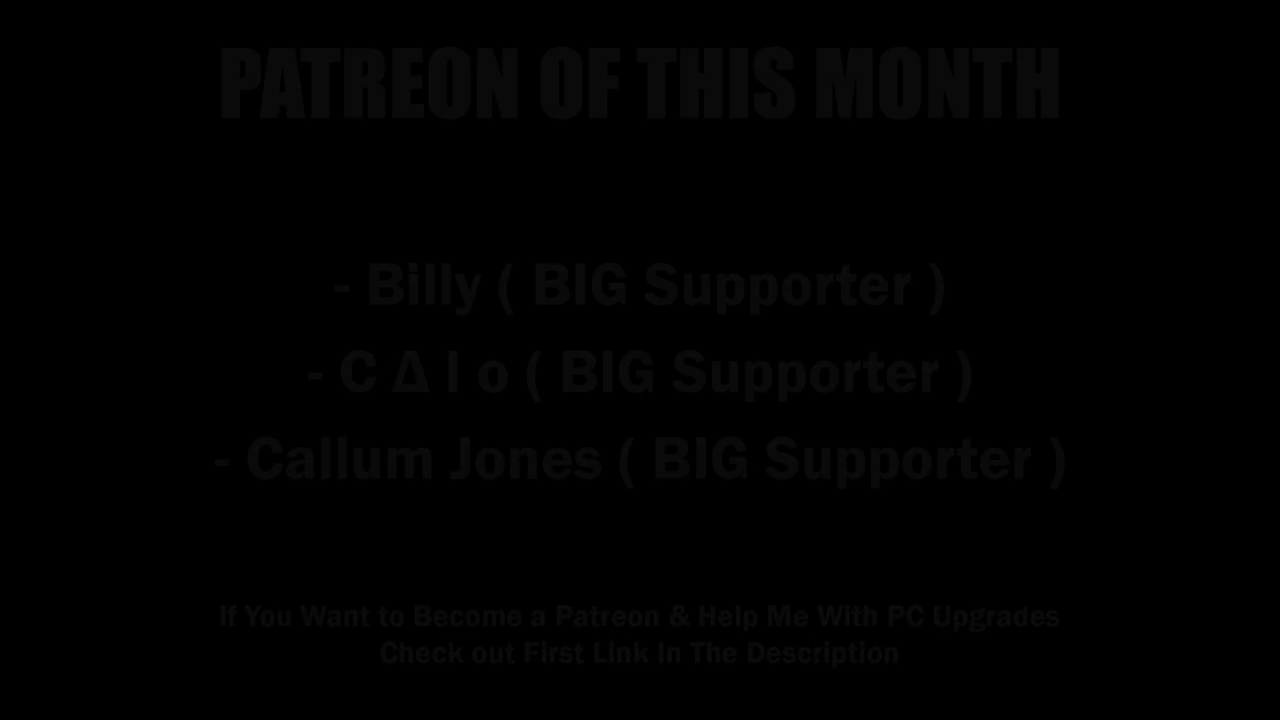 PATREON OF THIS MONTH
- Billy ( BIG Supporter )
- C Δ l o ( BIG Supporter )
- Callum Jones ( BIG Supporter )
If You Want to Become a Patreon & Help Me With PC Upgrades
Check out First Link In The Description